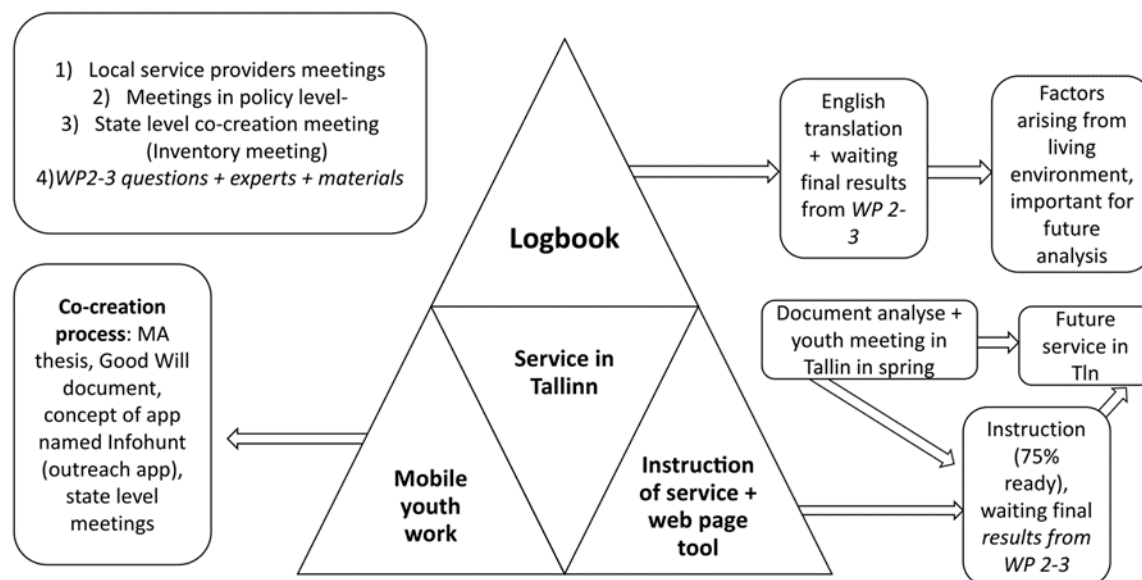 1) Local service providers meetings
2) Meetings in policy level-
3) State level co-creation meeting
(Inventory meeting)
4)WP2-3 questions + experts + materials
Logbook
English
translation
+ waiting
final results
from WP 2-
3
Factors
arising from
living
environment,
important for
future
analysis
Co-creation
process: MA
thesis, Good Will
document,
concept of app
named Infohunt
(outreach app),
state level
meetings
Service in
Tallinn
Mobile
youth
work
Instruction
of service +
web page
tool
Document analyse +
youth meeting in
Tallin in spring
Future
service in
Tln
Instruction
(75%
ready),
waiting final
results from
WP 2-3